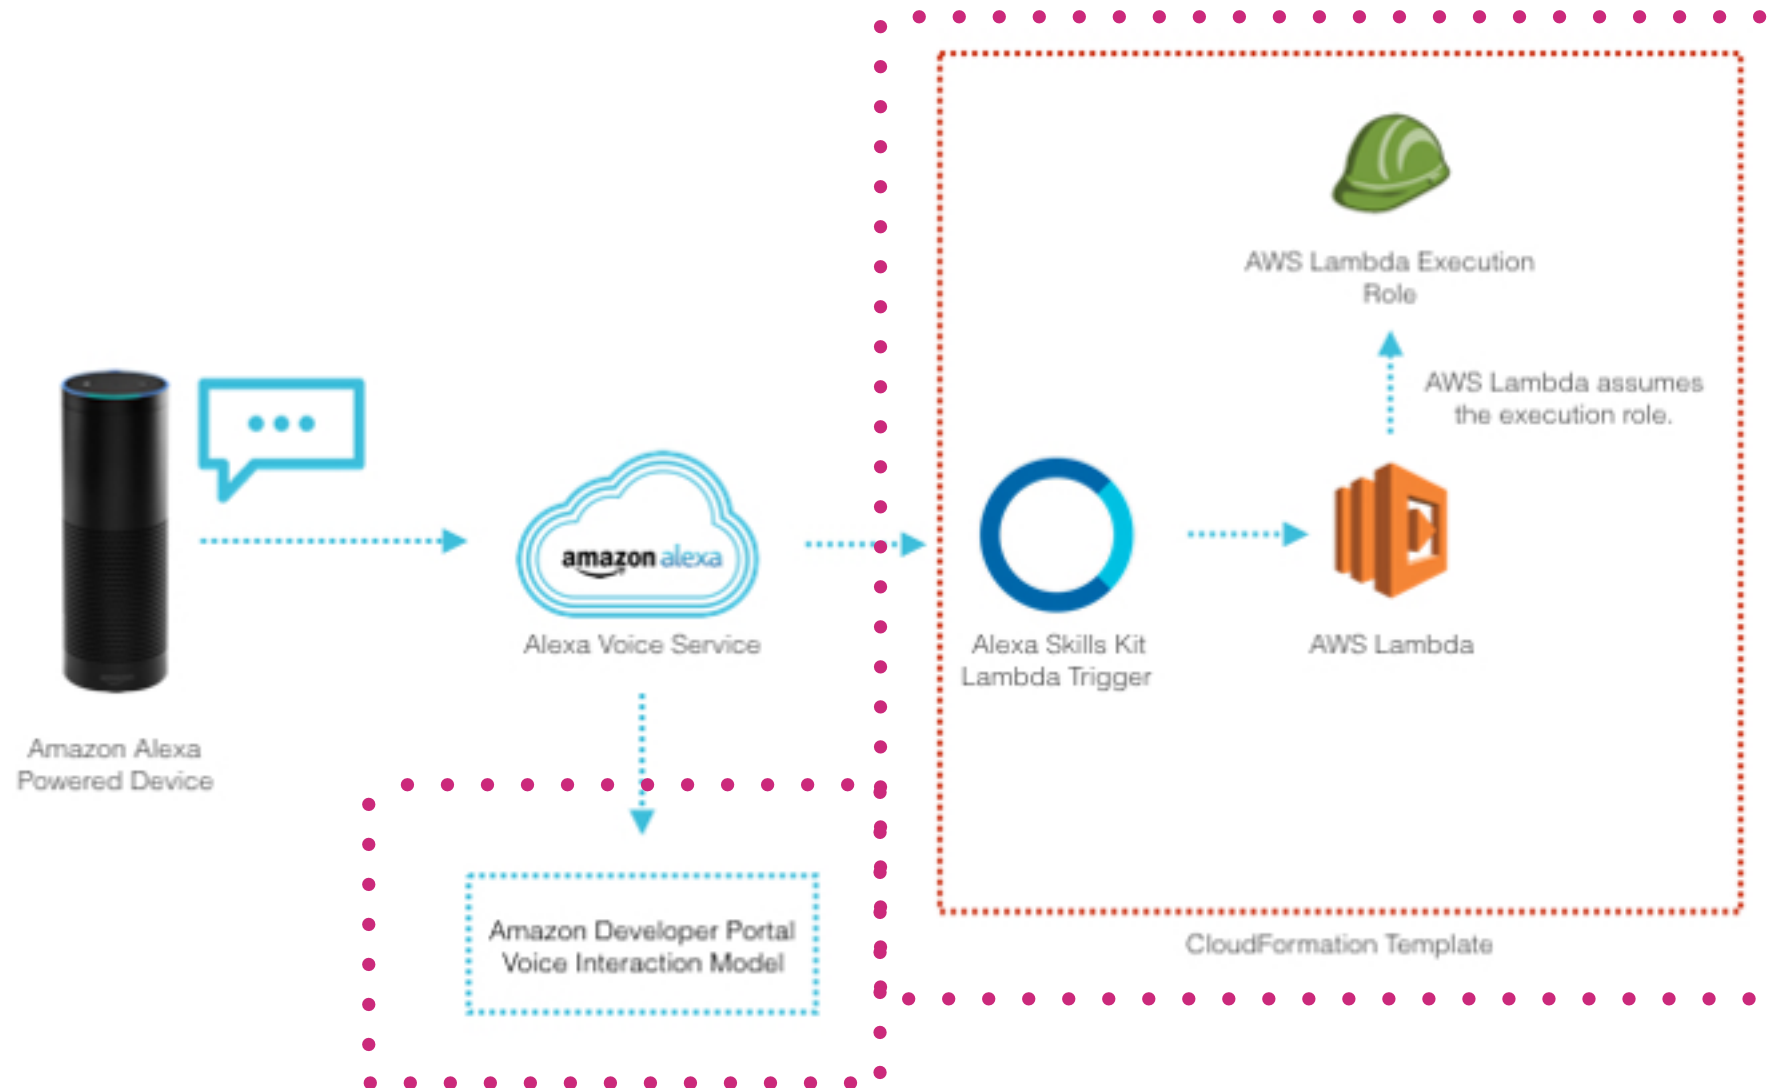 AWS Lambda Execution
Role
AWS Lambda assumes
the execution role.
amazon alexa
Alexa Voice Service
Alexa Skills Kit
Lambda Trigger
AWS Lambda
Amazon Alexa
Powered Device
Amazon Developer Portal
Voice Interaction Model
CloudFormation Template